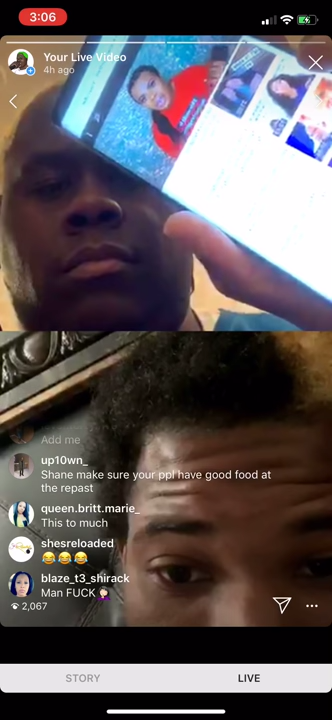 3:06
Your Live Video
4h ago
Add me
up10wn_
Shane make sure your ppl have good food at
the repast
queen.britt.marie_
This to much
shesreloaded
😂😂😂
blaze_t3_shirack
Man FUCK 🤦🏻‍♀️
2,067
STORY
LIVE